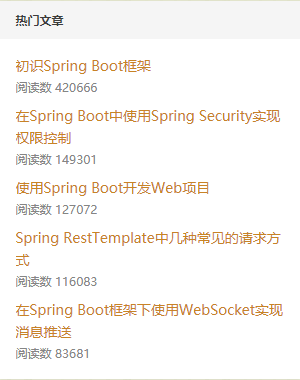 热门文章
初识Spring Boot框架
阅读数 420666
在Spring Boot中使用Spring Security实现
权限控制
阅读数 149301
使用Spring Boot开发Web项目
阅读数 127072
Spring RestTemplate中几种常见的请求方
式
阅读数 116083
在Spring Boot框架下使用WebSocket实现
消息推送
阅读数 83681